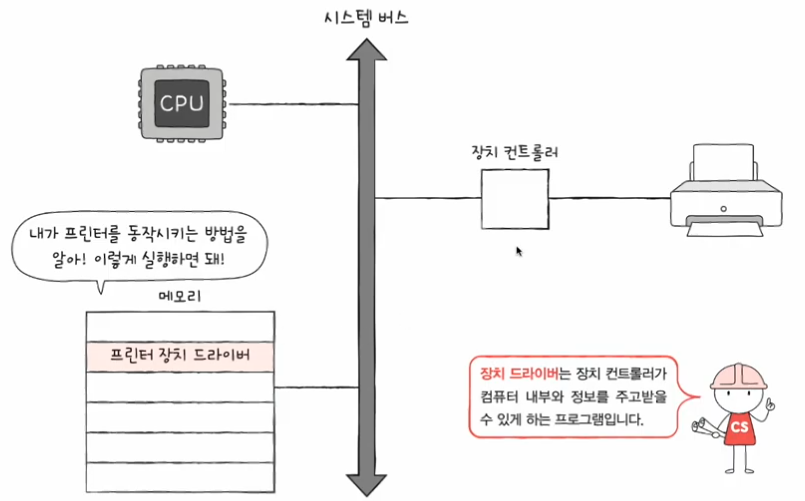 시스템 버스
CPU
장치 컨트롤러
내가 프린터를 동작시키는 방법을
알아! 이렇게 실행하면 돼!
메모리
프린터 장치 드라이버
장치 드라이버는 장치 컨트롤러가
컴퓨터 내부와 정보를 주고받을
수 있게 하는 프로그램입니다.
CS